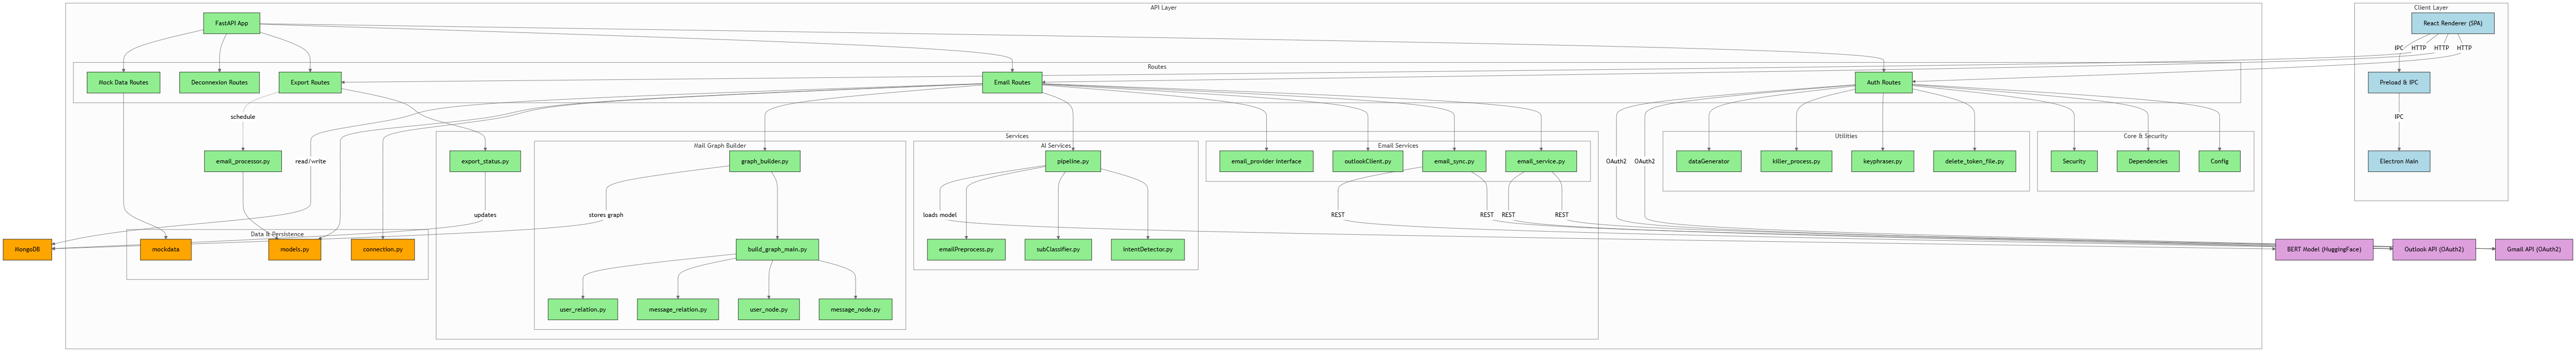 API Layer
Client Layer
FastAPI App
React Renderer (SPA)
IPC
HTTP
HTTP
HTTP
Routes
Mock Data Routes
Deconnexion Routes
Export Routes
Email Routes
Auth Routes
Preload & IPC
schedule
IPC
Services
Utilities
Core & Security
Mail Graph Builder
AI Services
Email Services
email_processor.py
read/write
export_status.py
graph_builder.py
pipeline.py
email_provider interface
outlookClient.py
email_sync.py
email_service.py
OAuth2
OAuth2
dataGenerator
killer_process.py
keyphraser.py
delete_token_file.py
Security
Dependencies
Config
Electron Main
updates
stores graph
loads model
REST
REST
REST
REST
Data & Persistence
MongoDB
mockdata
models.py
connection.py
build_graph_main.py
emailPreprocess.py
subClassifier.py
IntentDetector.py
BERT Model (HuggingFace)
Outlook API (OAuth2)
Gmail API (OAuth2)
user_relation.py
message_relation.py
user_node.py
message_node.py